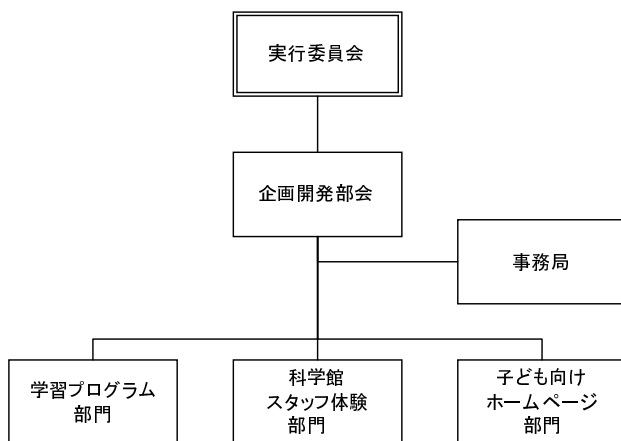 実行委員会
企画開発部会
事務局
学習プログラム
部門
科学館
スタッフ体験
部門
子ども向け
ホームページ
部門